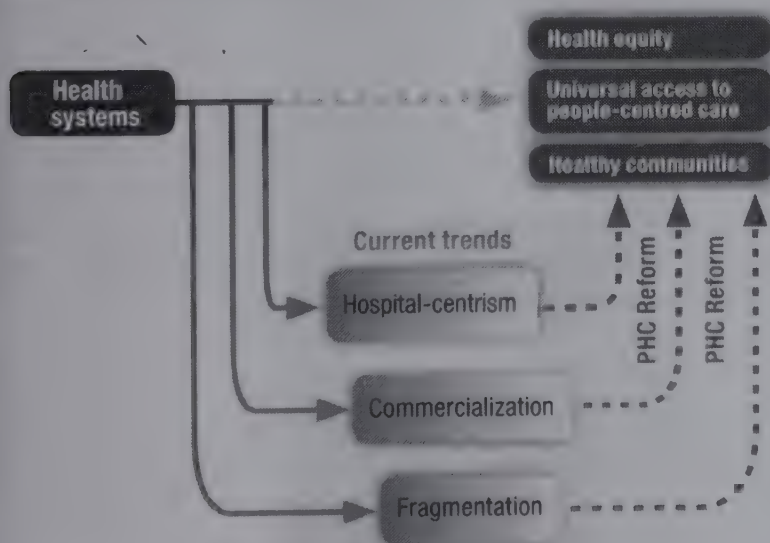 Health equity
Health
systems
Universal access to
people-centred care
Healthy communities
Current trends
Hospital-centrism
PHC Reform
PHC Reform
Commercialization
Fragmentation